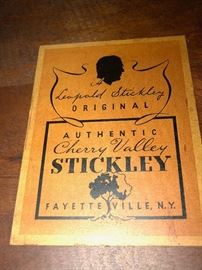 A
Leopold Stickley
ORIGINAL
AUTHENTIC
Cherry Valley
STICKLEY
FAYETTEVILLE, N.Y.